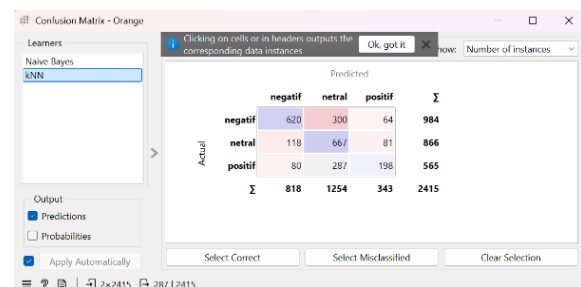 Confusion Matrix - Orange
Learners
Naive Bayes
kNN
Clicking on cells or in headers outputs the
corresponding data instances
Ok, got it
how:
Number of instances
Predicted
negatif netral positif Σ
negatif 620 300 64 984
netral 118 667 81 866
positif 80 287 198 565
Σ 818 1254 343 2415
Actual
Output
Predictions
Probabilities
Apply Automatically
Select Correct
Select Misclassified
Clear Selection
2×2415
287 | 2415